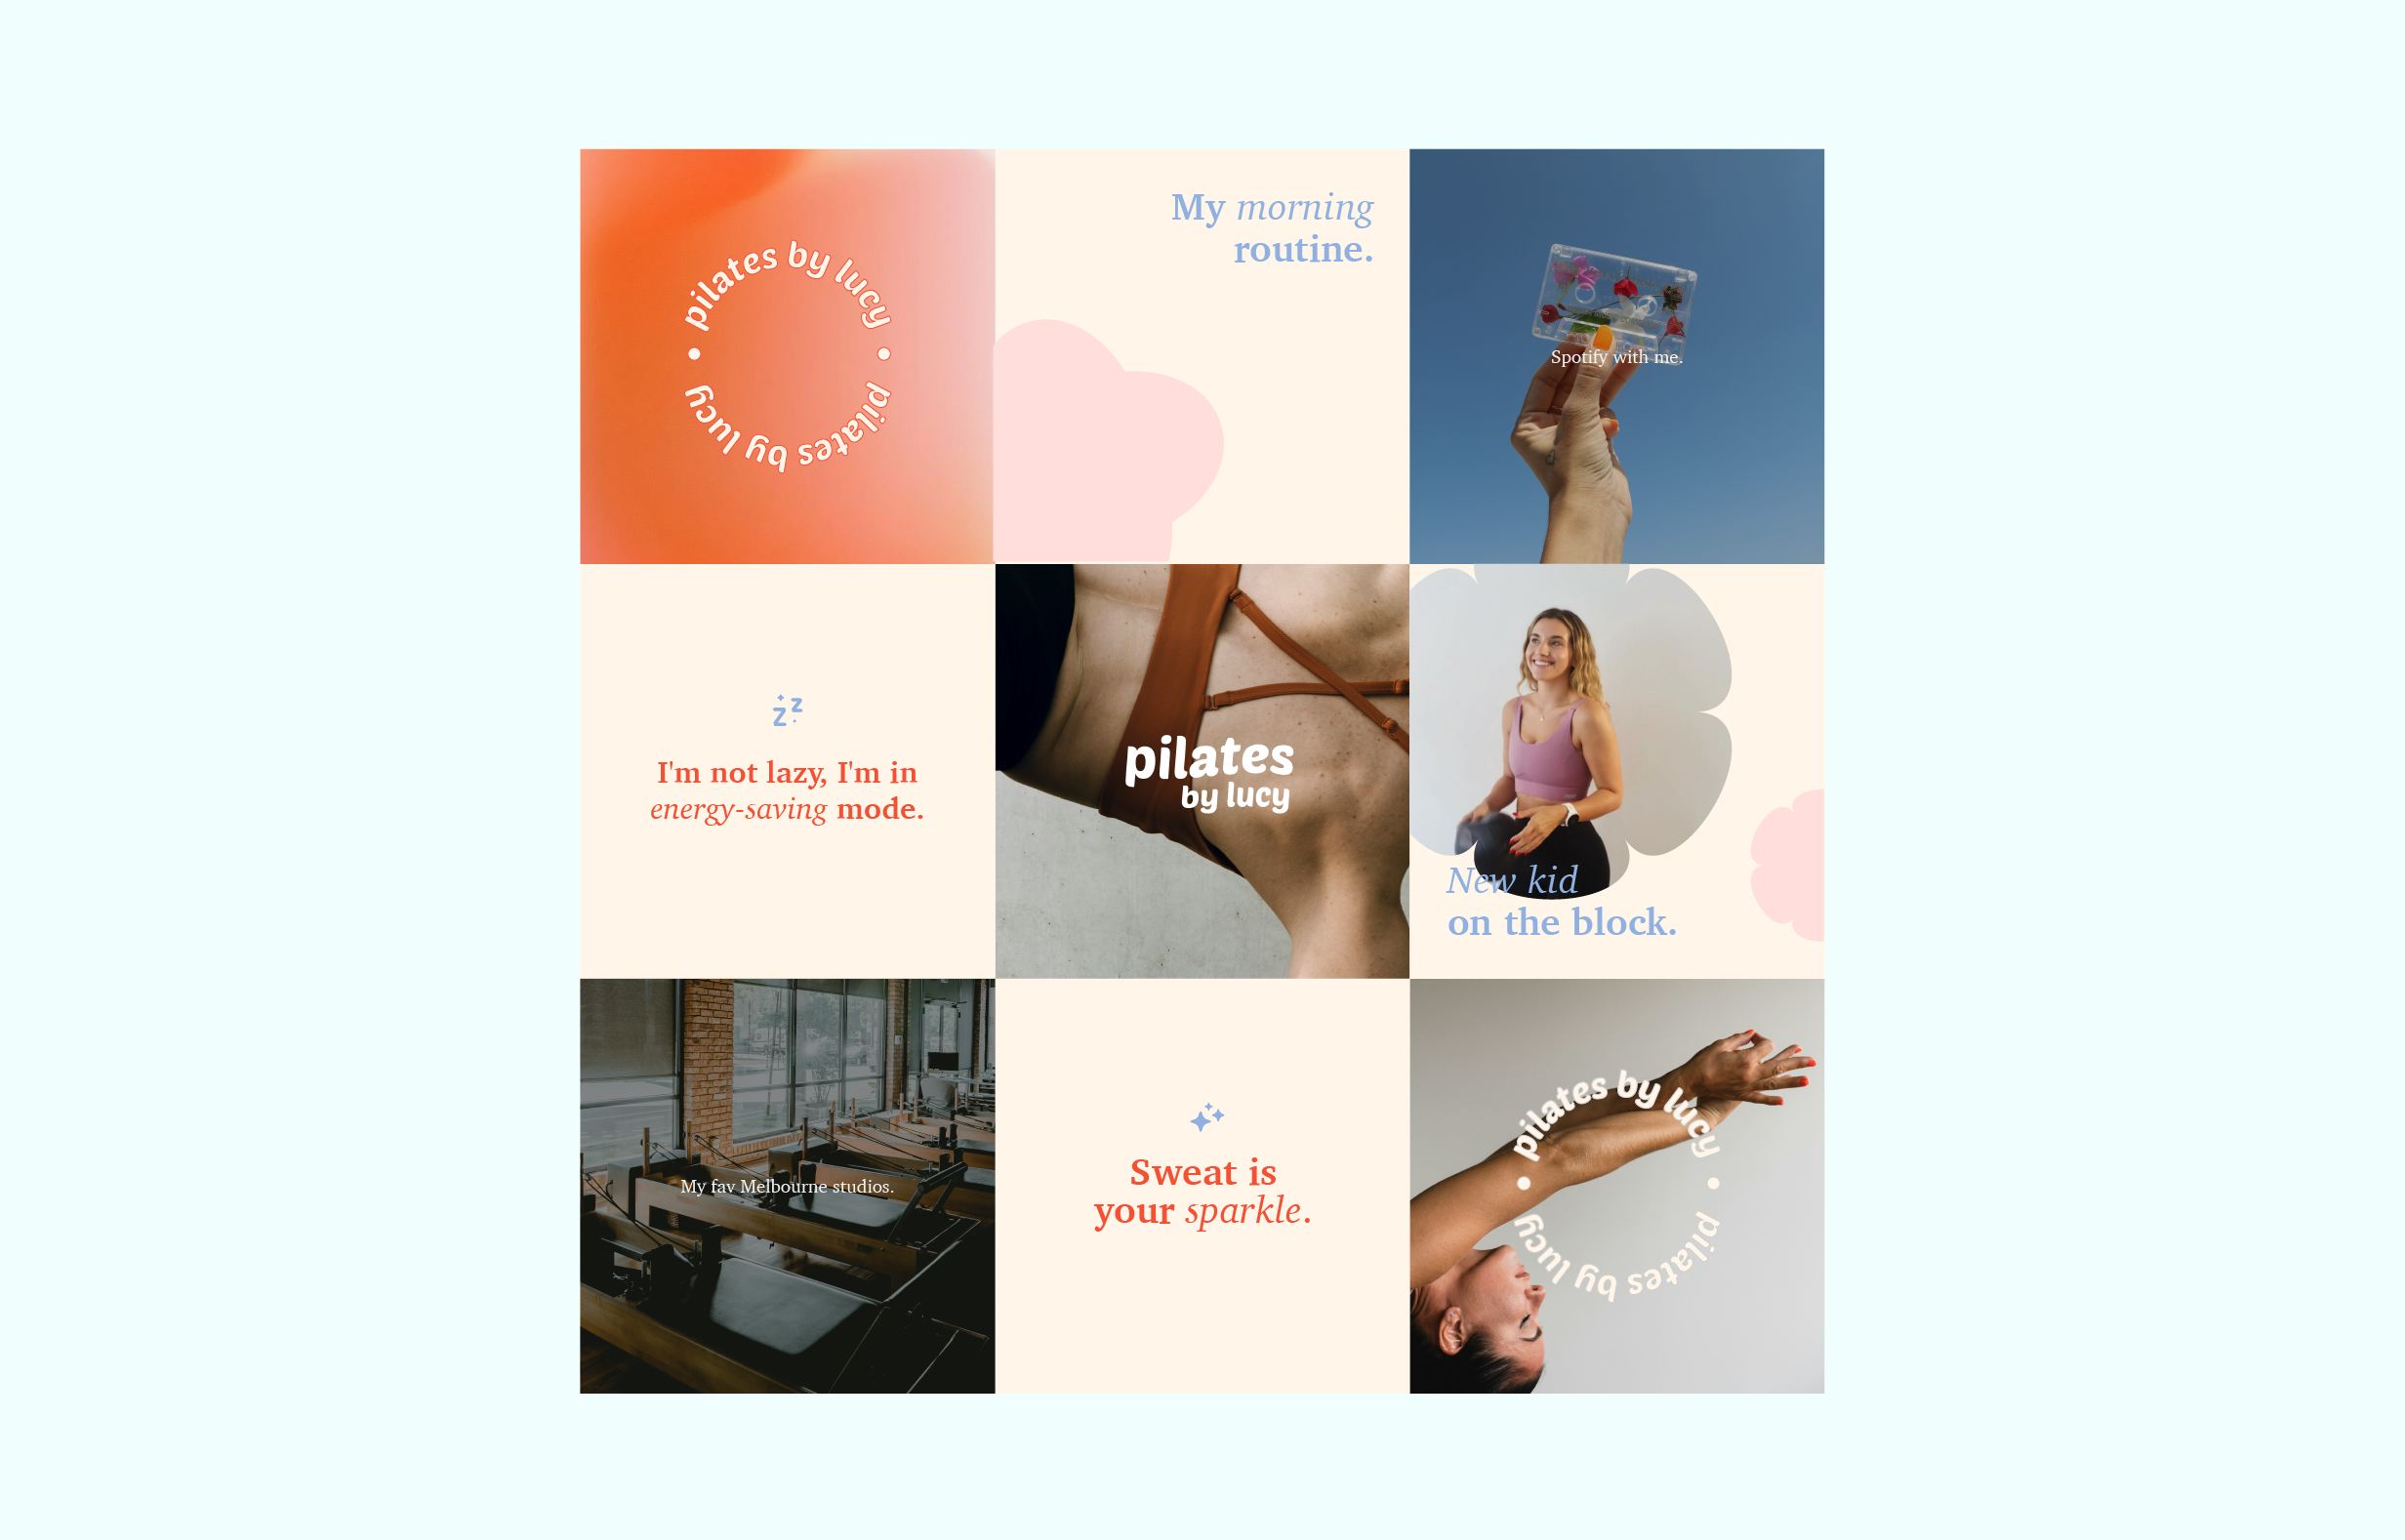 pilates by lucy • pilates by lucy •
My morning
routine.
Spotify with me.
I'm not lazy, I'm in
energy-saving mode.
pilates
by lucy
New kid
on the block.
My fav Melbourne studios.
Sweat is
your sparkle.
pilates by lucy • pilates by lucy •